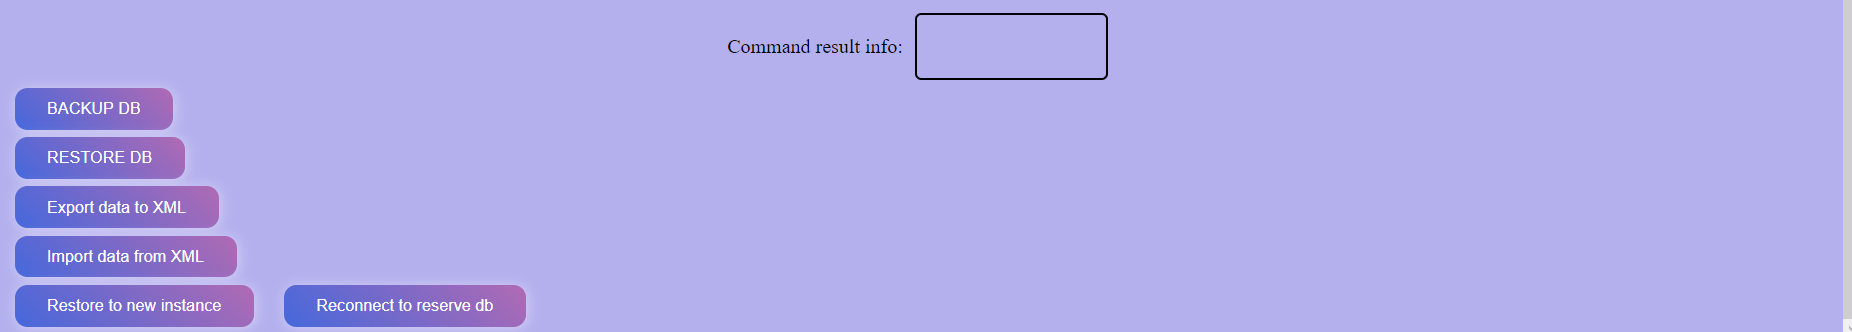 Command result info:
BACKUP DB
RESTORE DB
Export data to XML
Import data from XML
Restore to new instance Reconnect to reserve db